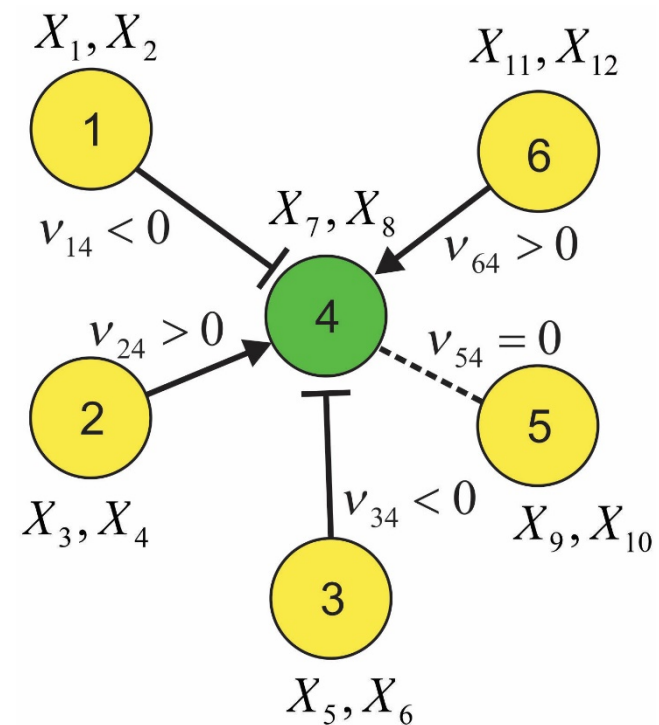 X₁, X₂
X₁₁, X₁₂
1
6
ν₁₄ < 0
X₇, X₈
ν₆₄ > 0
4
ν₂₄ > 0
ν₅₄ = 0
2
5
X₃, X₄
ν₃₄ < 0
X₉, X₁₀
3
X₅, X₆